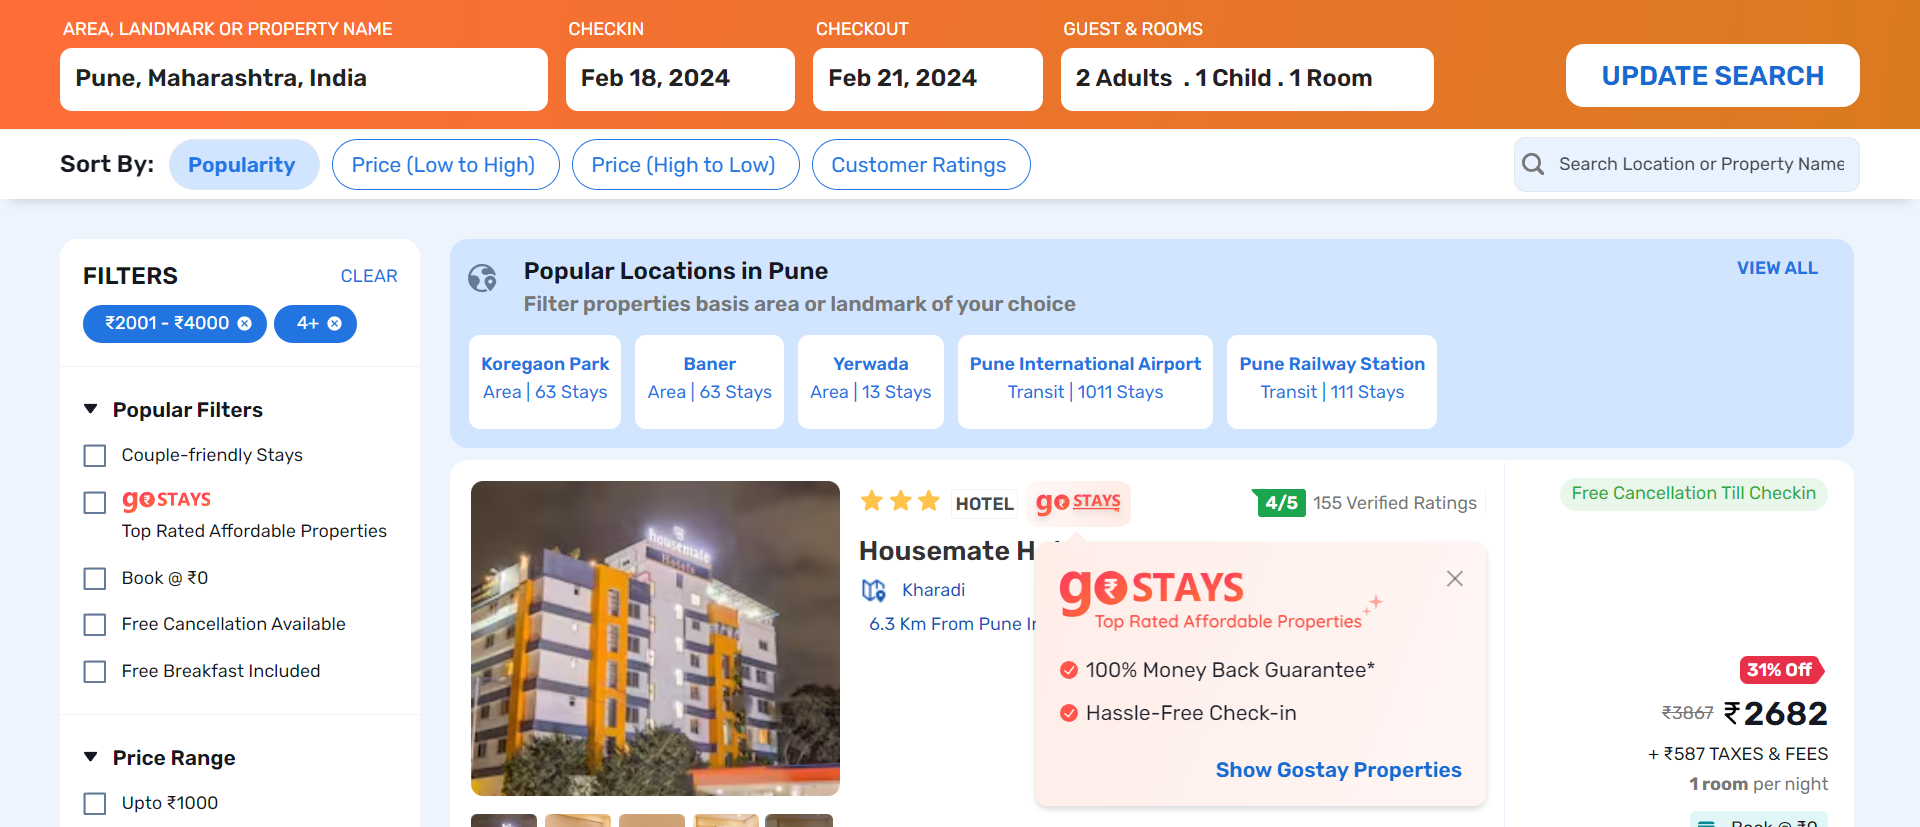 AREA, LANDMARK OR PROPERTY NAME
CHECKIN
CHECKOUT
GUEST & ROOMS
Pune, Maharashtra, India
Feb 18, 2024
Feb 21, 2024
2 Adults . 1 Child . 1 Room
UPDATE SEARCH
Sort By:
Popularity
Price (Low to High)
Price (High to Low)
Customer Ratings
Search Location or Property Name
FILTERS
CLEAR
₹2001 - ₹4000
4+
Popular Filters
Couple-friendly Stays
go STAYS
Top Rated Affordable Properties
Book @ ₹0
Free Cancellation Available
Free Breakfast Included
Price Range
Upto ₹1000
Popular Locations in Pune
VIEW ALL
Filter properties basis area or landmark of your choice
Koregaon Park
Area | 63 Stays
Baner
Area | 63 Stays
Yerwada
Area | 13 Stays
Pune International Airport
Transit | 1011 Stays
Pune Railway Station
Transit | 111 Stays
housemate
Hotels
HOTEL
go STAYS
4/5
155 Verified Ratings
Housemate H
Kharadi
6.3 Km From Pune
go STAYS
Top Rated Affordable Properties
100% Money Back Guarantee*
Hassle-Free Check-in
Show Gostay Properties
Free Cancellation Till Checkin
31% Off
₹3867 ₹2682
+ ₹587 TAXES & FEES
1 room per night
Book @ ₹0